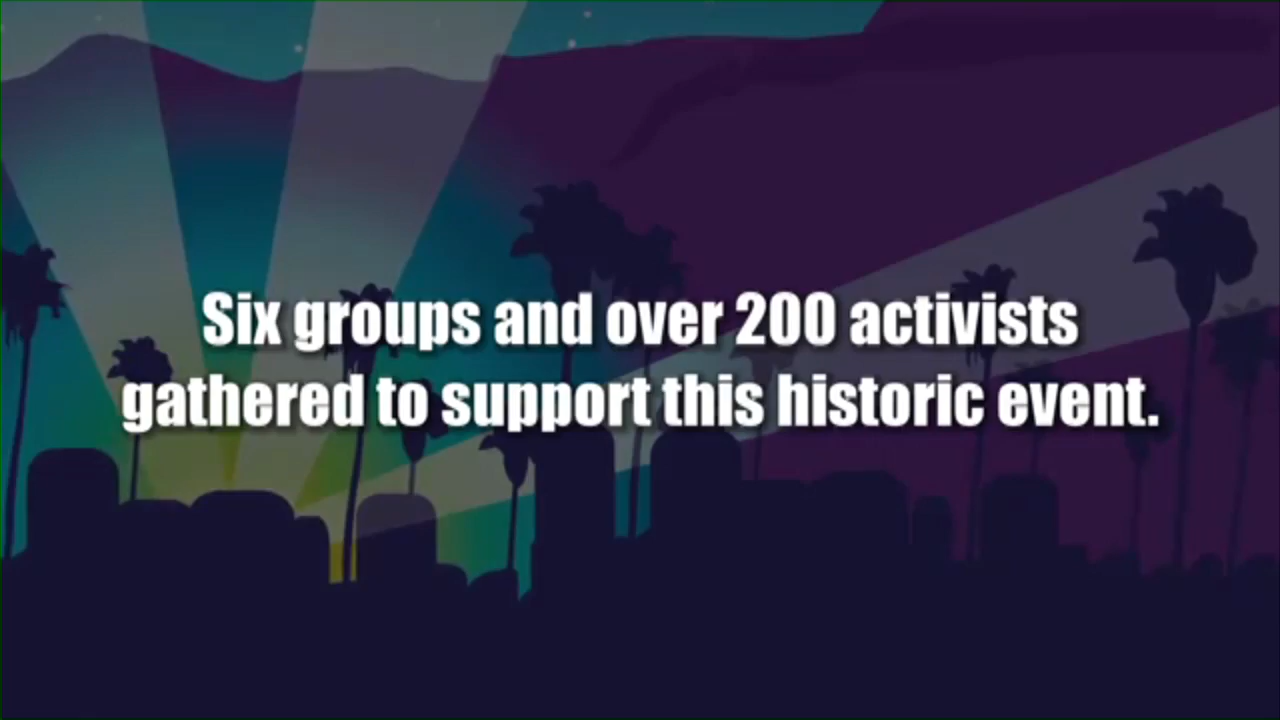 Six groups and over 200 activists
gathered to support this historic event.